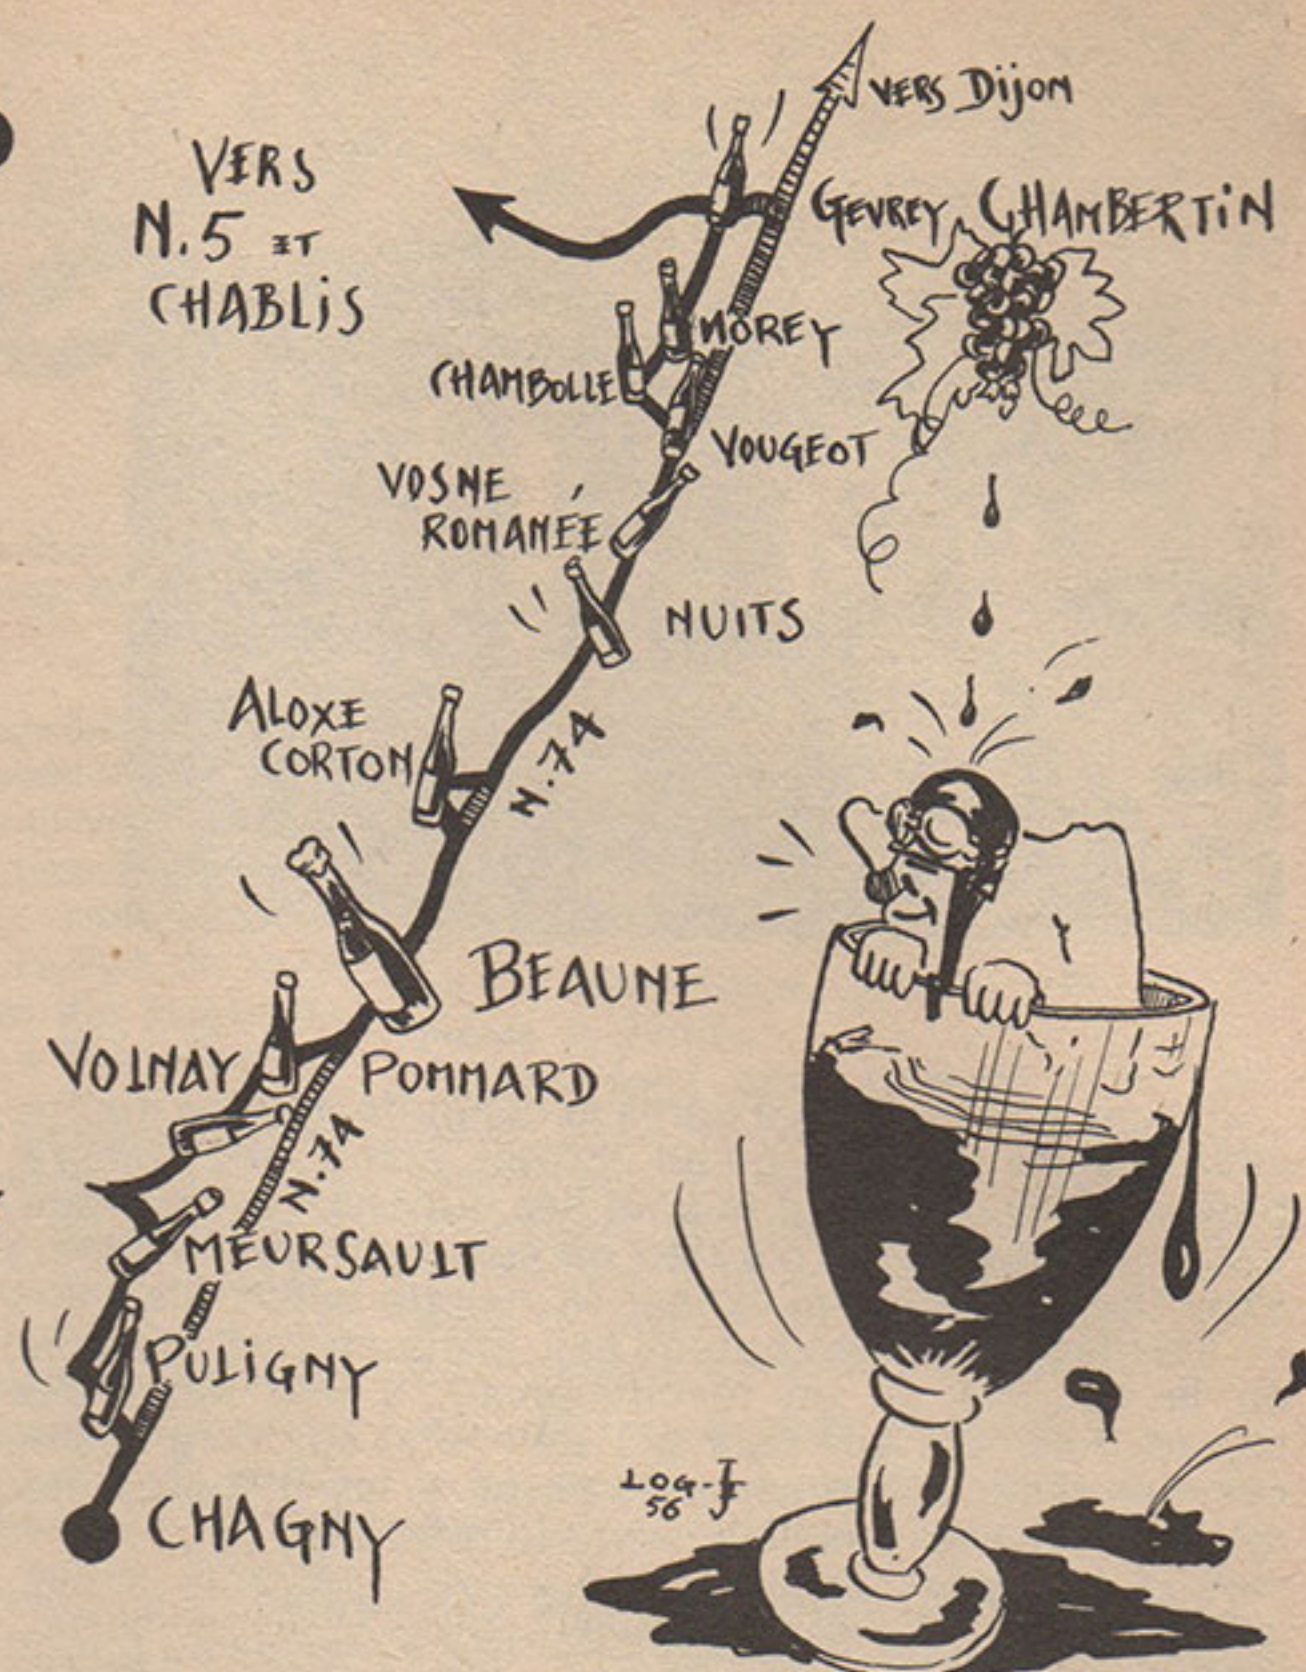 VERS DijON
VERS
N.5 ET
CHABLiS
GEVREY CHAMBERTiN
MOREY
CHAMBOLLE
VOUGEOT
VOSNE
ROMANÉE
NUITS
ALOXE
CORTON
N.74
BEAUNE
VOLNAY
POMMARD
N.74
MEURSAULT
PULiGNY
CHAGNY
LOG-JE
56